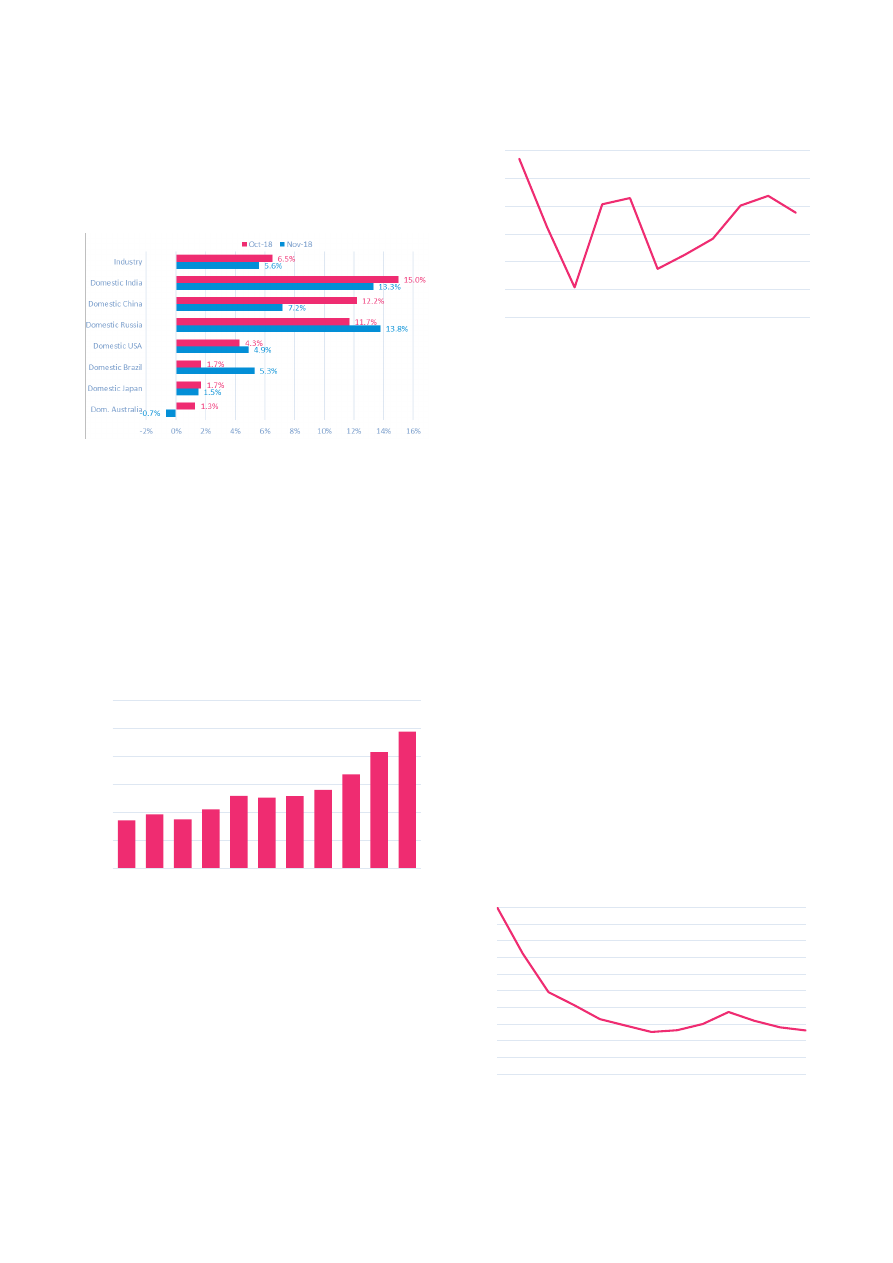 Oct-18 Nov-18
Industry 6.5%
5.6%
Domestic India 15.0%
13.3%
Domestic China 12.2%
7.2%
Domestic Russia 11.7%
13.8%
Domestic USA 4.3%
4.9%
Domestic Brazil 1.7%
5.3%
Domestic Japan 1.7%
1.5%
Dom. Australia 1.3%
-0.7%
-2% 0% 2% 4% 6% 8% 10% 12% 14% 16%